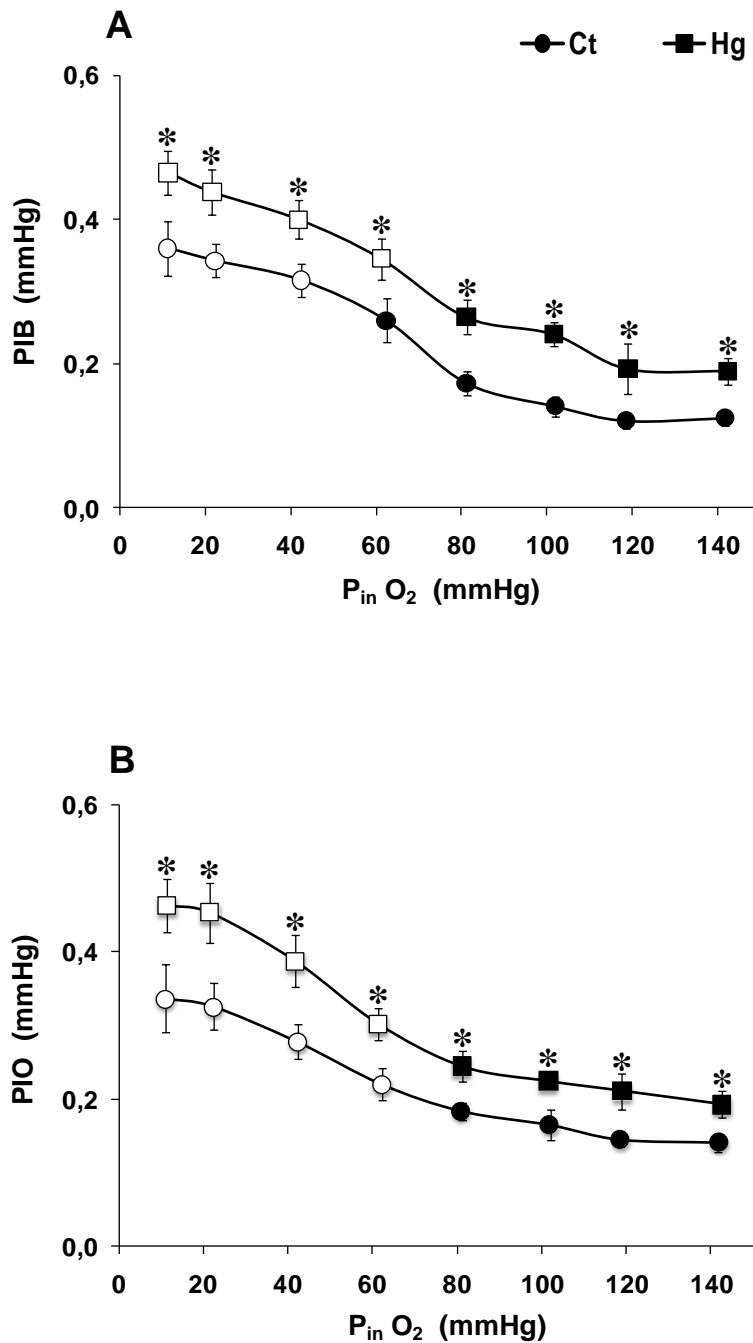 A
Ct Hg
0,6
0,4
0,2
0,0
PIB (mmHg)
* * * * * * * *
0 20 40 60 80 100 120 140
Pin O2 (mmHg)
B
0,6
0,4
0,2
0,0
PIO (mmHg)
* * * * * * * *
0 20 40 60 80 100 120 140
Pin O2 (mmHg)